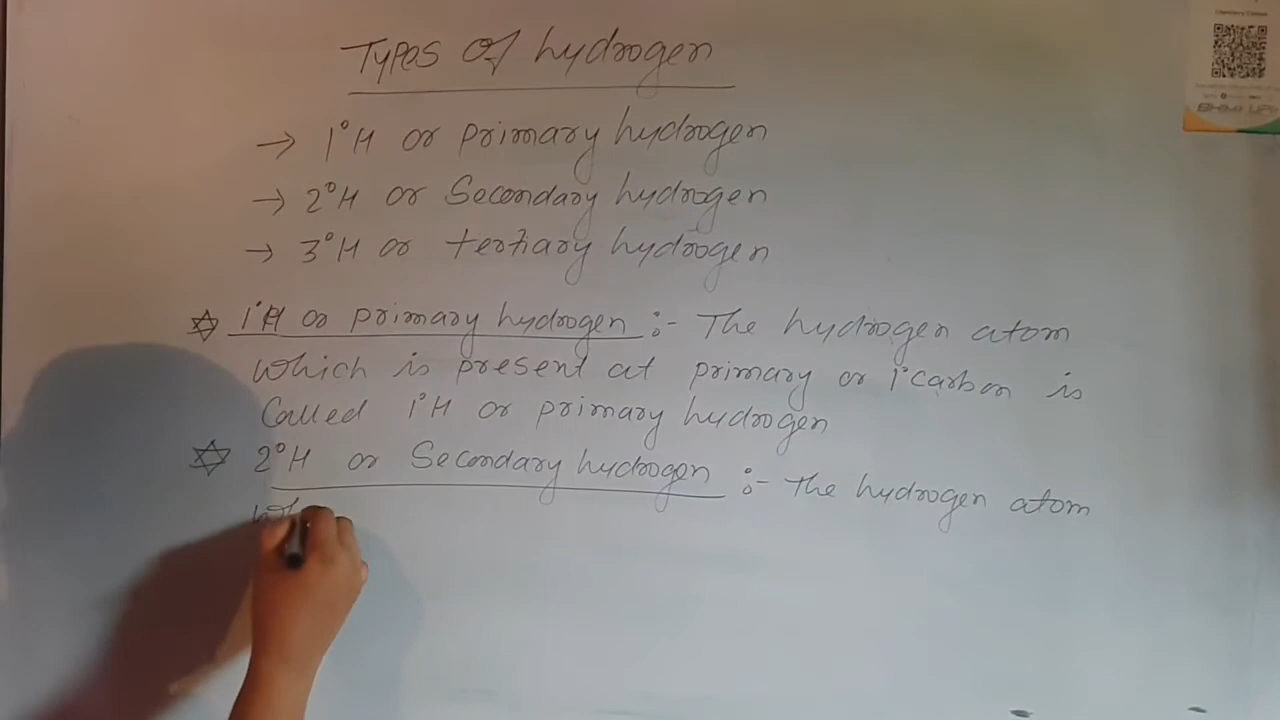 Types Of hydrogen
→ 1°H or primary hydrogen
→ 2°H or Secondary hydrogen
→ 3°H or tertiary hydrogen
✡ 1°H or primary hydrogen :- The hydrogen atom
which is present at primary or 1°carbon is
Called 1°H or primary hydrogen
✡ 2°H or Secondary hydrogen :- The hydrogen atom
BHIM UPI